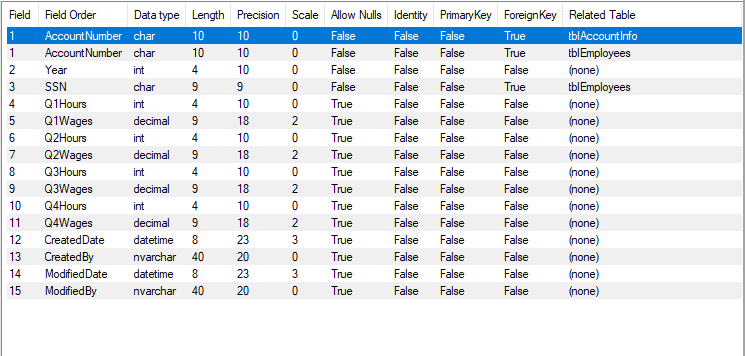 Field Field Order Data type Length Precision Scale Allow Nulls Identity PrimaryKey ForeignKey Related Table
1 AccountNumber char 10 10 0 False False False True tblAccountInfo
1 AccountNumber char 10 10 0 False False False True tblEmployees
2 Year int 4 10 0 False False False False (none)
3 SSN char 9 9 0 False False False True tblEmployees
4 Q1Hours int 4 10 0 True False False False (none)
5 Q1Wages decimal 9 18 2 True False False False (none)
6 Q2Hours int 4 10 0 True False False False (none)
7 Q2Wages decimal 9 18 2 True False False False (none)
8 Q3Hours int 4 10 0 True False False False (none)
9 Q3Wages decimal 9 18 2 True False False False (none)
10 Q4Hours int 4 10 0 True False False False (none)
11 Q4Wages decimal 9 18 2 True False False False (none)
12 CreatedDate datetime 8 23 3 True False False False (none)
13 CreatedBy nvarchar 40 20 0 True False False False (none)
14 ModifiedDate datetime 8 23 3 True False False False (none)
15 ModifiedBy nvarchar 40 20 0 True False False False (none)